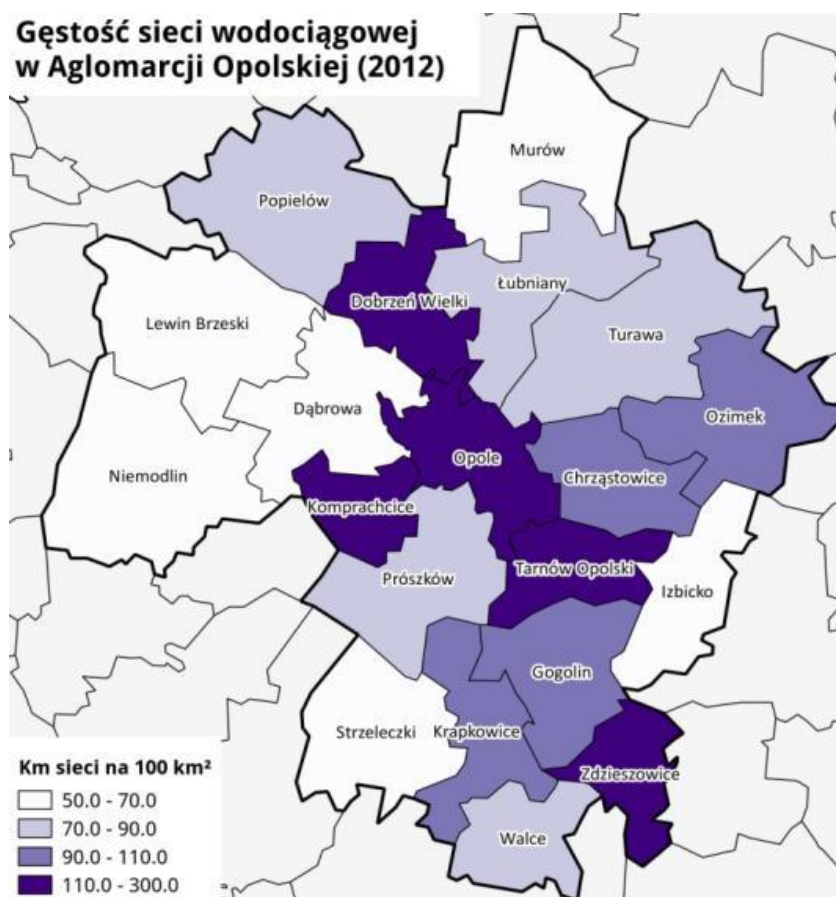 Gęstość sieci wodociągowej
w Aglomarcji Opolskiej (2012)
Murów
Popielów
Łubniany
Dobrzeń Wielki
Lewin Brzeski
Turawa
Dąbrowa
Ozimek
Opole
Niemodlin
Chrząstowice
Komprachcice
Prószków
Tarnów Opolski
Izbicko
Gogolin
Strzeleczki
Krapkowice
Zdzieszowice
Walce
Km sieci na 100 km²
50.0 - 70.0
70.0 - 90.0
90.0 - 110.0
110.0 - 300.0